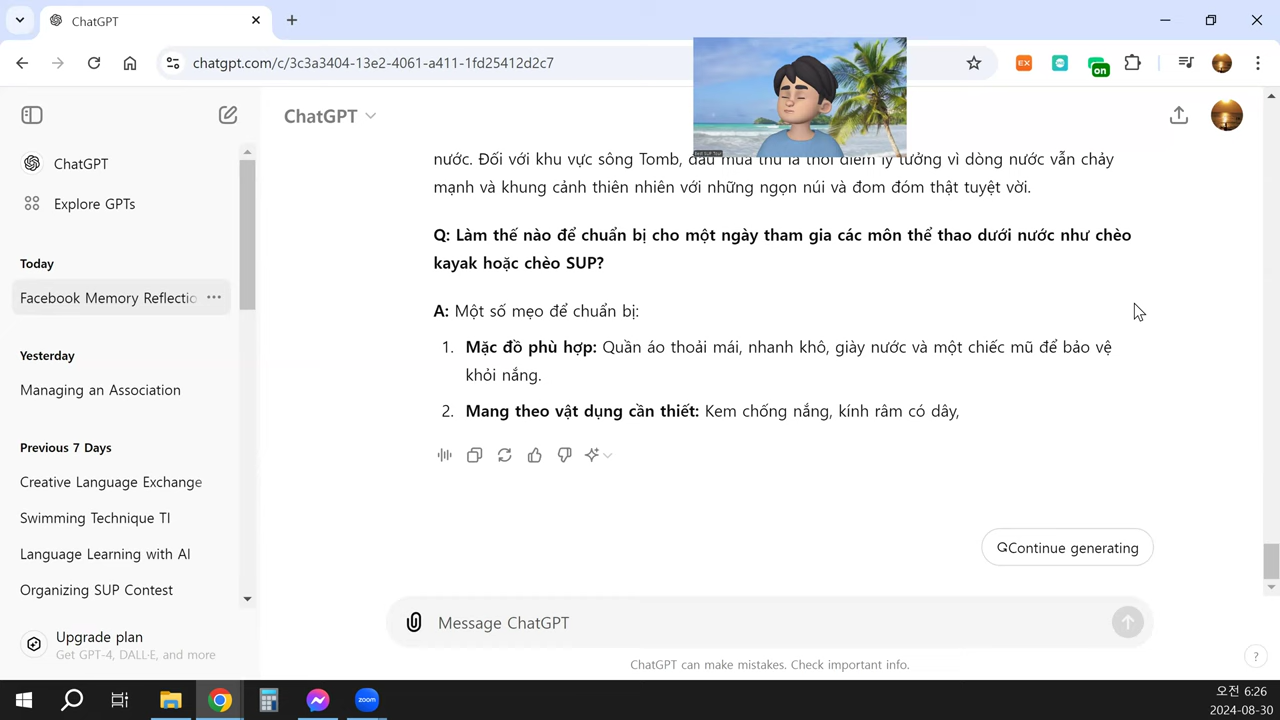 ChatGPT
chatgpt.com/c/3c3a3404-13e2-4061-a411-1fd25412d2c7
EX
on
ChatGPT
Explore GPTs
Today
Facebook Memory Reflectio
Yesterday
Managing an Association
Previous 7 Days
Creative Language Exchange
Swimming Technique TI
Language Learning with AI
Organizing SUP Contest
Upgrade plan
Get GPT-4, DALL·E, and more
ChatGPT
nước. Đối với khu vực sông Tomb, đầu mùa thu là thời điểm lý tưởng vì dòng nước vẫn chảy
mạnh và khung cảnh thiên nhiên với những ngọn núi và đom đóm thật tuyệt vời.
Q: Làm thế nào để chuẩn bị cho một ngày tham gia các môn thể thao dưới nước như chèo
kayak hoặc chèo SUP?
A: Một số mẹo để chuẩn bị:
1. Mặc đồ phù hợp: Quần áo thoải mái, nhanh khô, giày nước và một chiếc mũ để bảo vệ
khỏi nắng.
2. Mang theo vật dụng cần thiết: Kem chống nắng, kính râm có dây,
Continue generating
Message ChatGPT
ChatGPT can make mistakes. Check important info.
?
zoom
오전 6:26
2024-08-30